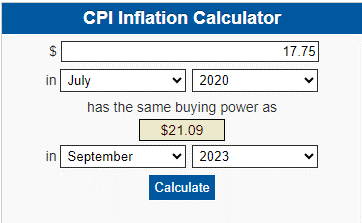 CPI Inflation Calculator
$ 17.75
in July 2020
has the same buying power as
$21.09
in September 2023
Calculate